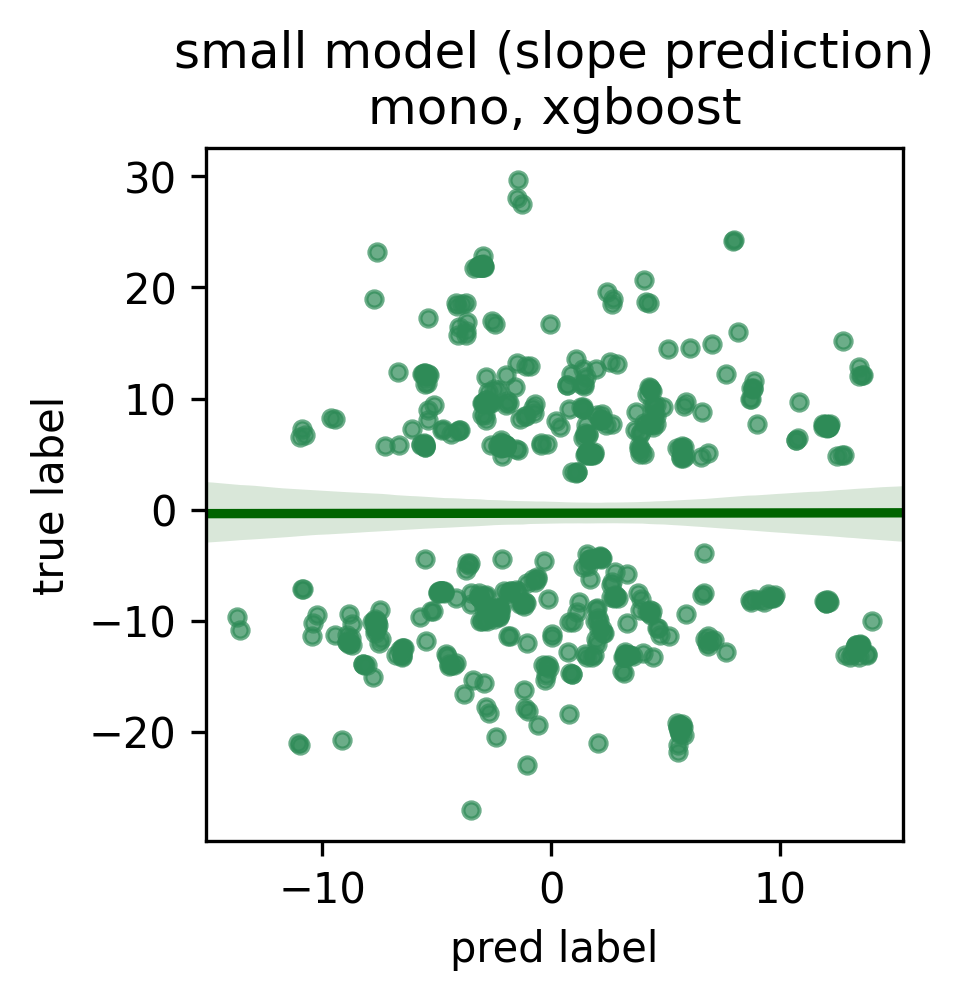 small model (slope prediction)
mono, xgboost
30
20
10
0
−10
−20
true label
−10 0 10
pred label